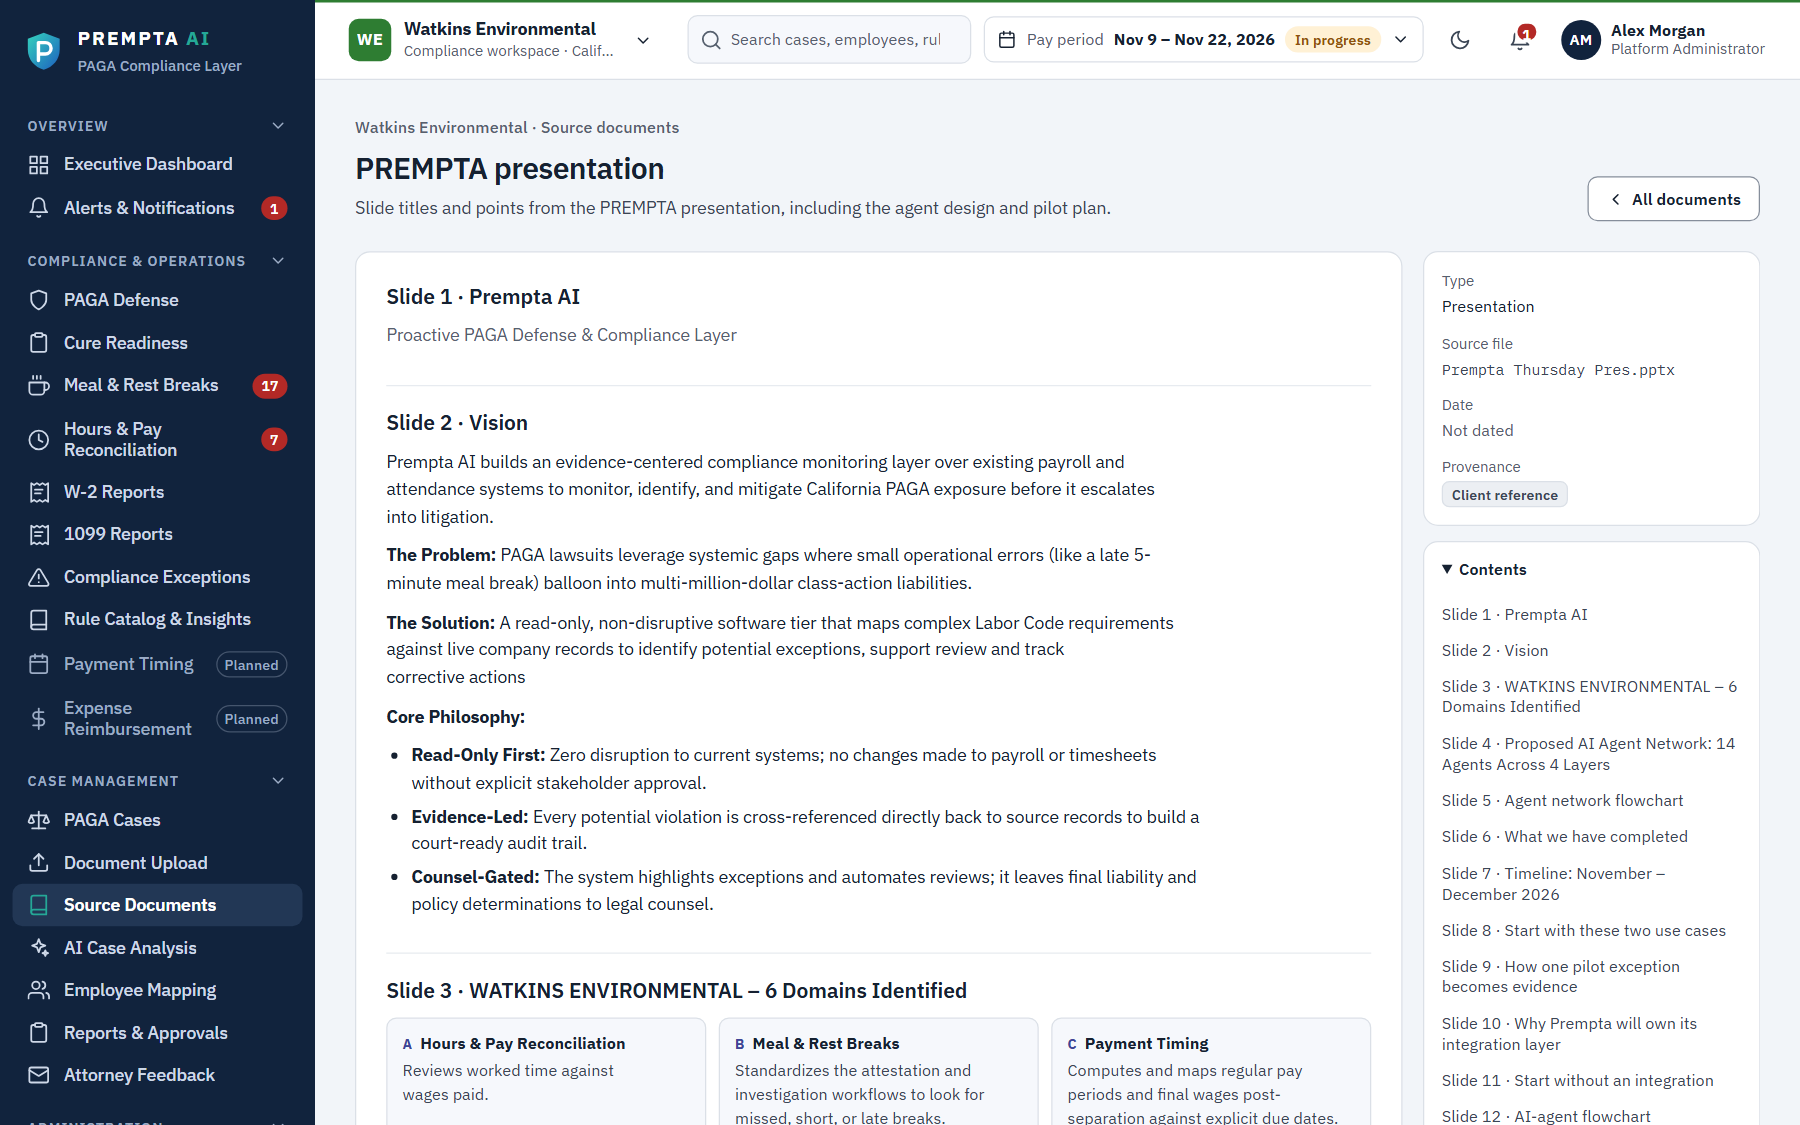 PREMPTA AI
PAGA Compliance Layer
OVERVIEW
Executive Dashboard
Alerts & Notifications
1
COMPLIANCE & OPERATIONS
PAGA Defense
Cure Readiness
Meal & Rest Breaks
17
Hours & Pay
Reconciliation
7
W-2 Reports
1099 Reports
Compliance Exceptions
Rule Catalog & Insights
Payment Timing
Planned
Expense
Reimbursement
Planned
CASE MANAGEMENT
PAGA Cases
Document Upload
Source Documents
AI Case Analysis
Employee Mapping
Reports & Approvals
Attorney Feedback
ADMINISTRATION
WE
Watkins Environmental
Compliance workspace · Calif...
Search cases, employees, rul
Pay period Nov 9 – Nov 22, 2026 In progress
1
AM
Alex Morgan
Platform Administrator
Watkins Environmental · Source documents
PREMPTA presentation
Slide titles and points from the PREMPTA presentation, including the agent design and pilot plan.
All documents
Slide 1 · Prempta AI
Proactive PAGA Defense & Compliance Layer
Slide 2 · Vision
Prempta AI builds an evidence-centered compliance monitoring layer over existing payroll and
attendance systems to monitor, identify, and mitigate California PAGA exposure before it escalates
into litigation.
The Problem: PAGA lawsuits leverage systemic gaps where small operational errors (like a late 5-
minute meal break) balloon into multi-million-dollar class-action liabilities.
The Solution: A read-only, non-disruptive software tier that maps complex Labor Code requirements
against live company records to identify potential exceptions, support review and track
corrective actions
Core Philosophy:
• Read-Only First: Zero disruption to current systems; no changes made to payroll or timesheets
without explicit stakeholder approval.
• Evidence-Led: Every potential violation is cross-referenced directly back to source records to build a
court-ready audit trail.
• Counsel-Gated: The system highlights exceptions and automates reviews; it leaves final liability and
policy determinations to legal counsel.
Slide 3 · WATKINS ENVIRONMENTAL – 6 Domains Identified
A Hours & Pay Reconciliation
Reviews worked time against
wages paid.
B Meal & Rest Breaks
Standardizes the attestation and
investigation workflows to look for
missed, short, or late breaks.
C Payment Timing
Computes and maps regular pay
periods and final wages post-
separation against explicit due dates.
Type
Presentation
Source file
Prempta Thursday Pres.pptx
Date
Not dated
Provenance
Client reference
Contents
Slide 1 · Prempta AI
Slide 2 · Vision
Slide 3 · WATKINS ENVIRONMENTAL – 6
Domains Identified
Slide 4 · Proposed AI Agent Network: 14
Agents Across 4 Layers
Slide 5 · Agent network flowchart
Slide 6 · What we have completed
Slide 7 · Timeline: November –
December 2026
Slide 8 · Start with these two use cases
Slide 9 · How one pilot exception
becomes evidence
Slide 10 · Why Prempta will own its
integration layer
Slide 11 · Start without an integration
Slide 12 · AI-agent flowchart